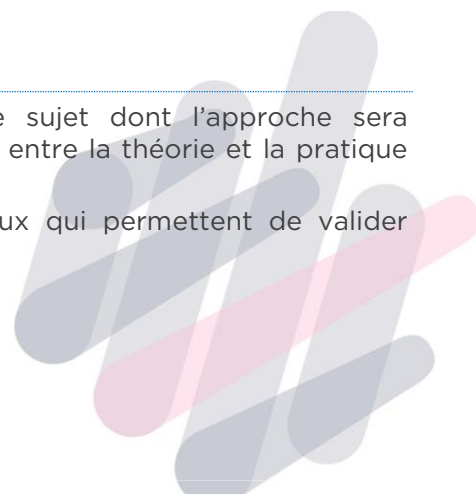 e sujet dont l'approche sera
entre la théorie et la pratique
ux qui permettent de valider